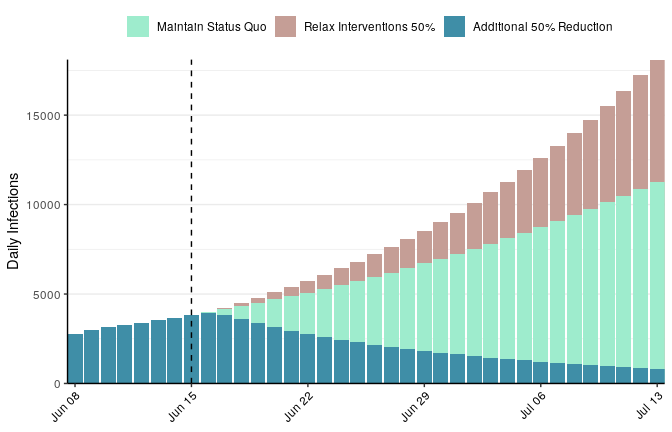 Maintain Status Quo Relax Interventions 50% Additional 50% Reduction
Daily Infections
15000
10000
5000
0
Jun 08 Jun 15 Jun 22 Jun 29 Jul 06 Jul 13